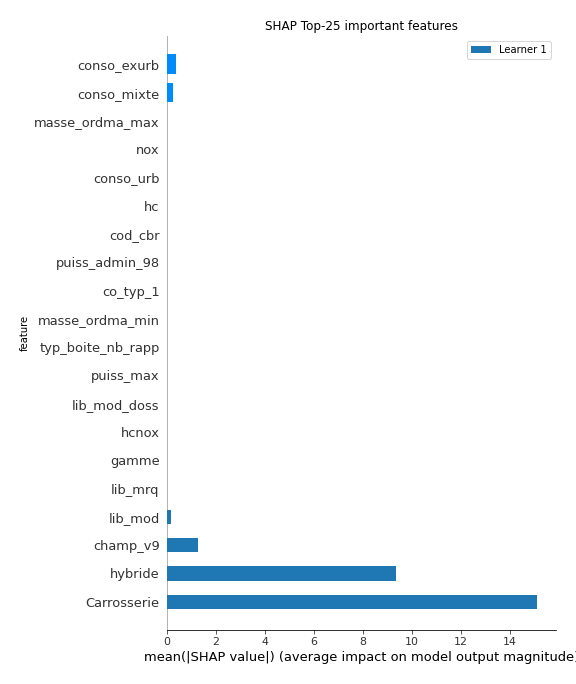 SHAP Top-25 important features
Learner 1
conso_exurb
conso_mixte
masse_ordma_max
nox
conso_urb
hc
cod_cbr
puiss_admin_98
co_typ_1
masse_ordma_min
typ_boite_nb_rapp
puiss_max
lib_mod_doss
hcnox
gamme
lib_mrq
lib_mod
champ_v9
hybride
Carrosserie
feature
0 2 4 6 8 10 12 14
mean(|SHAP value|) (average impact on model output magnitude)